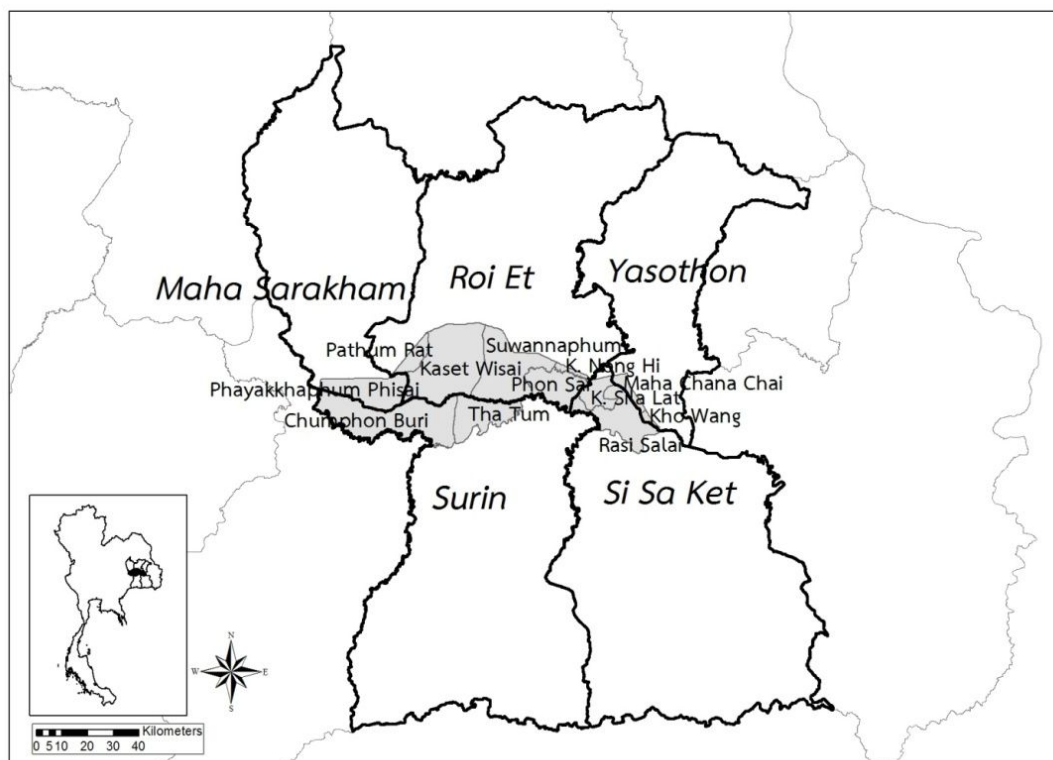 Roi Et
Yasothon
Maha Sarakham
Suwannaphum
Pathum Rat
K. Nong Hi
Kaset Wisai
Phon Sai
Maha Chana Chai
Phayakkhaphum Phisai
K. Sila Lat
Tha Tum
Kho Wang
Chumphon Buri
Rasi Salai
Surin
Si Sa Ket
N
W
E
S
Kilometers
0 5 10 20 30 40